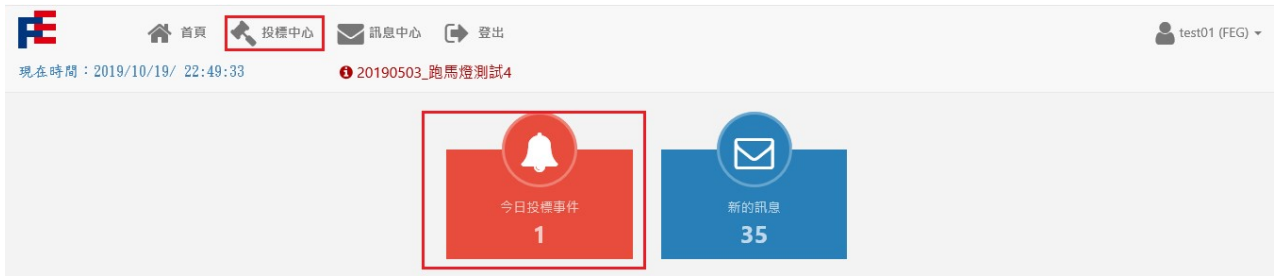 首頁 投標中心 訊息中心 登出 test01 (FEG)
現在時間：2019/10/19/ 22:49:33 20190503_跑馬燈測試4
今日投標事件 新的訊息
1 35